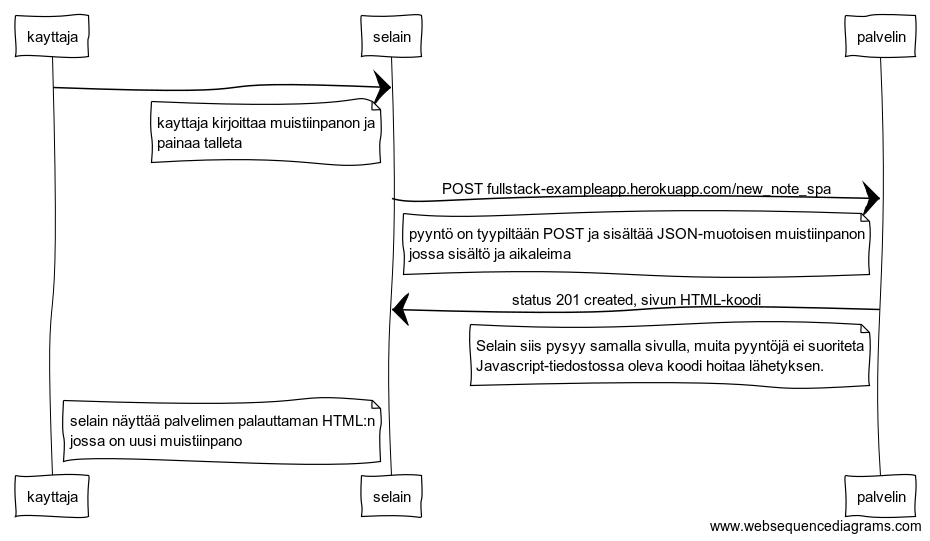 kayttaja
selain
palvelin
kayttaja kirjoittaa muistiinpanon ja
painaa talleta
POST fullstack-exampleapp.herokuapp.com/new_note_spa
pyyntö on tyypiltään POST ja sisältää JSON-muotoisen muistiinpanon
jossa sisältö ja aikaleima
status 201 created, sivun HTML-koodi
Selain siis pysyy samalla sivulla, muita pyyntöjä ei suoriteta
Javascript-tiedostossa oleva koodi hoitaa lähetyksen.
selain näyttää palvelimen palauttaman HTML:n
jossa on uusi muistiinpano
kayttaja
selain
palvelin
www.websequencediagrams.com